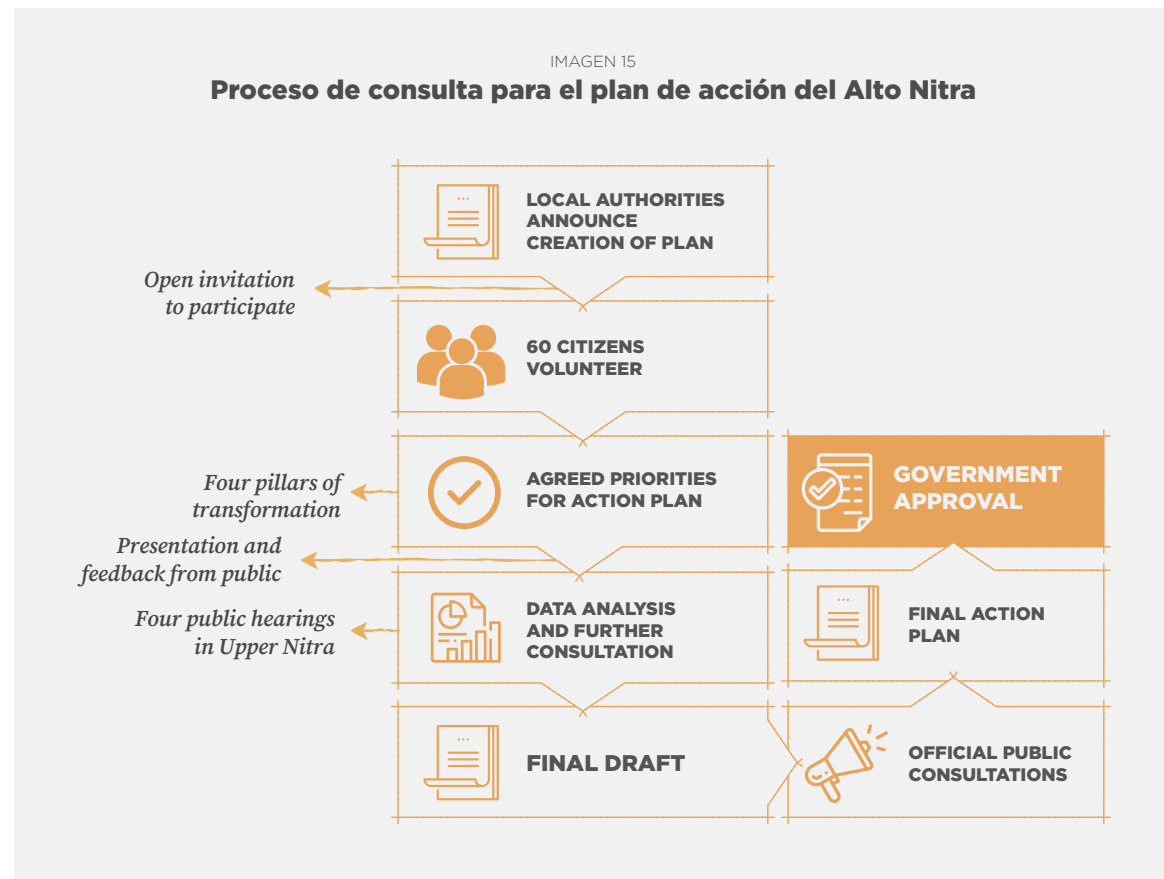 IMAGEN 15
Proceso de consulta para el plan de acción del Alto Nitra
LOCAL AUTHORITIES
ANNOUNCE
CREATION OF PLAN
Open invitation
to participate
60 CITIZENS
VOLUNTEER
Four pillars of
transformation
AGREED PRIORITIES
FOR ACTION PLAN
Presentation and
feedback from public
Four public hearings
in Upper Nitra
DATA ANALYSIS
AND FURTHER
CONSULTATION
FINAL DRAFT
OFFICIAL PUBLIC
CONSULTATIONS
FINAL ACTION
PLAN
GOVERNMENT
APPROVAL